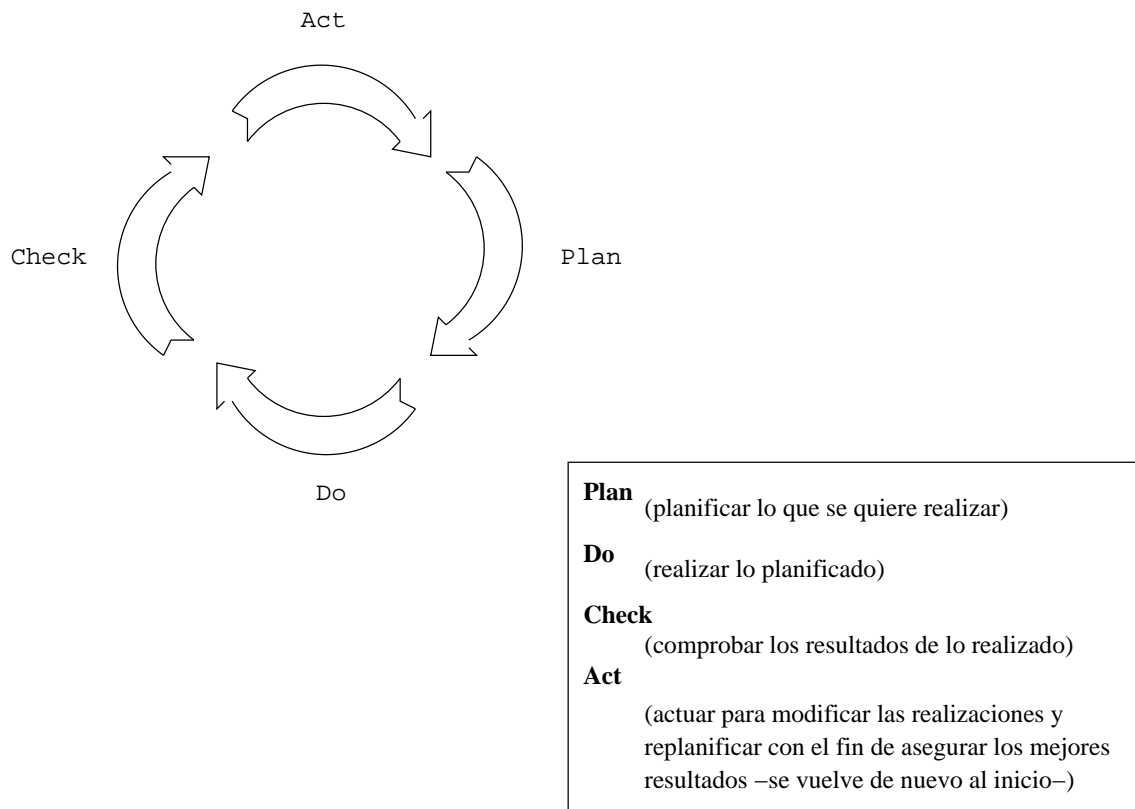 Act
Check
Plan
Do
Plan
(planificar lo que se quiere realizar)
Do
(realizar lo planificado)
Check
(comprobar los resultados de lo realizado)
Act
(actuar para modificar las realizaciones y
replanificar con el fin de asegurar los mejores
resultados −se vuelve de nuevo al inicio−)